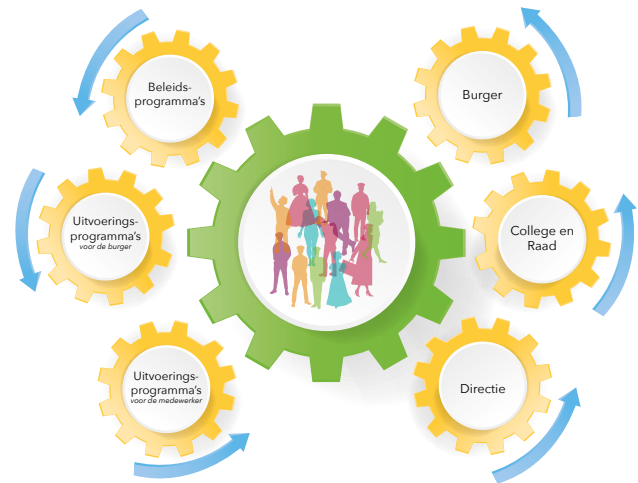 Beleids-
programma's
Burger
Uitvoerings-
programma's
voor de burger
College en
Raad
Uitvoerings-
programma's
voor de medewerker
Directie